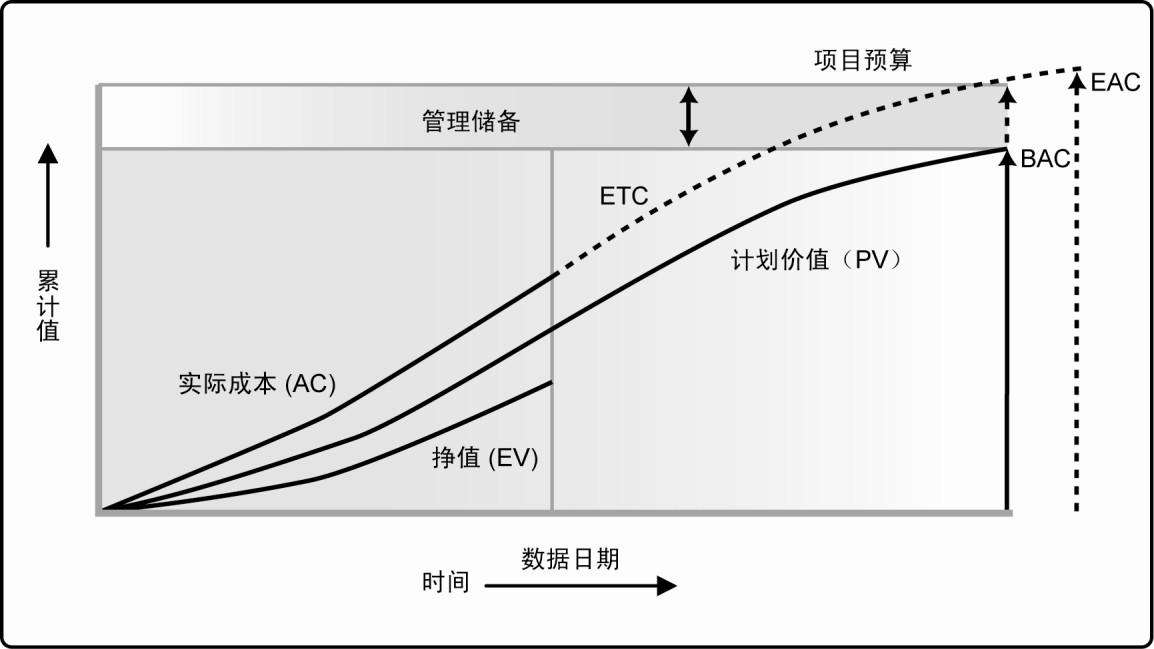 项目预算
EAC
管理储备
BAC
ETC
计划价值（PV）
累计值
实际成本 (AC)
挣值 (EV)
数据日期
时间